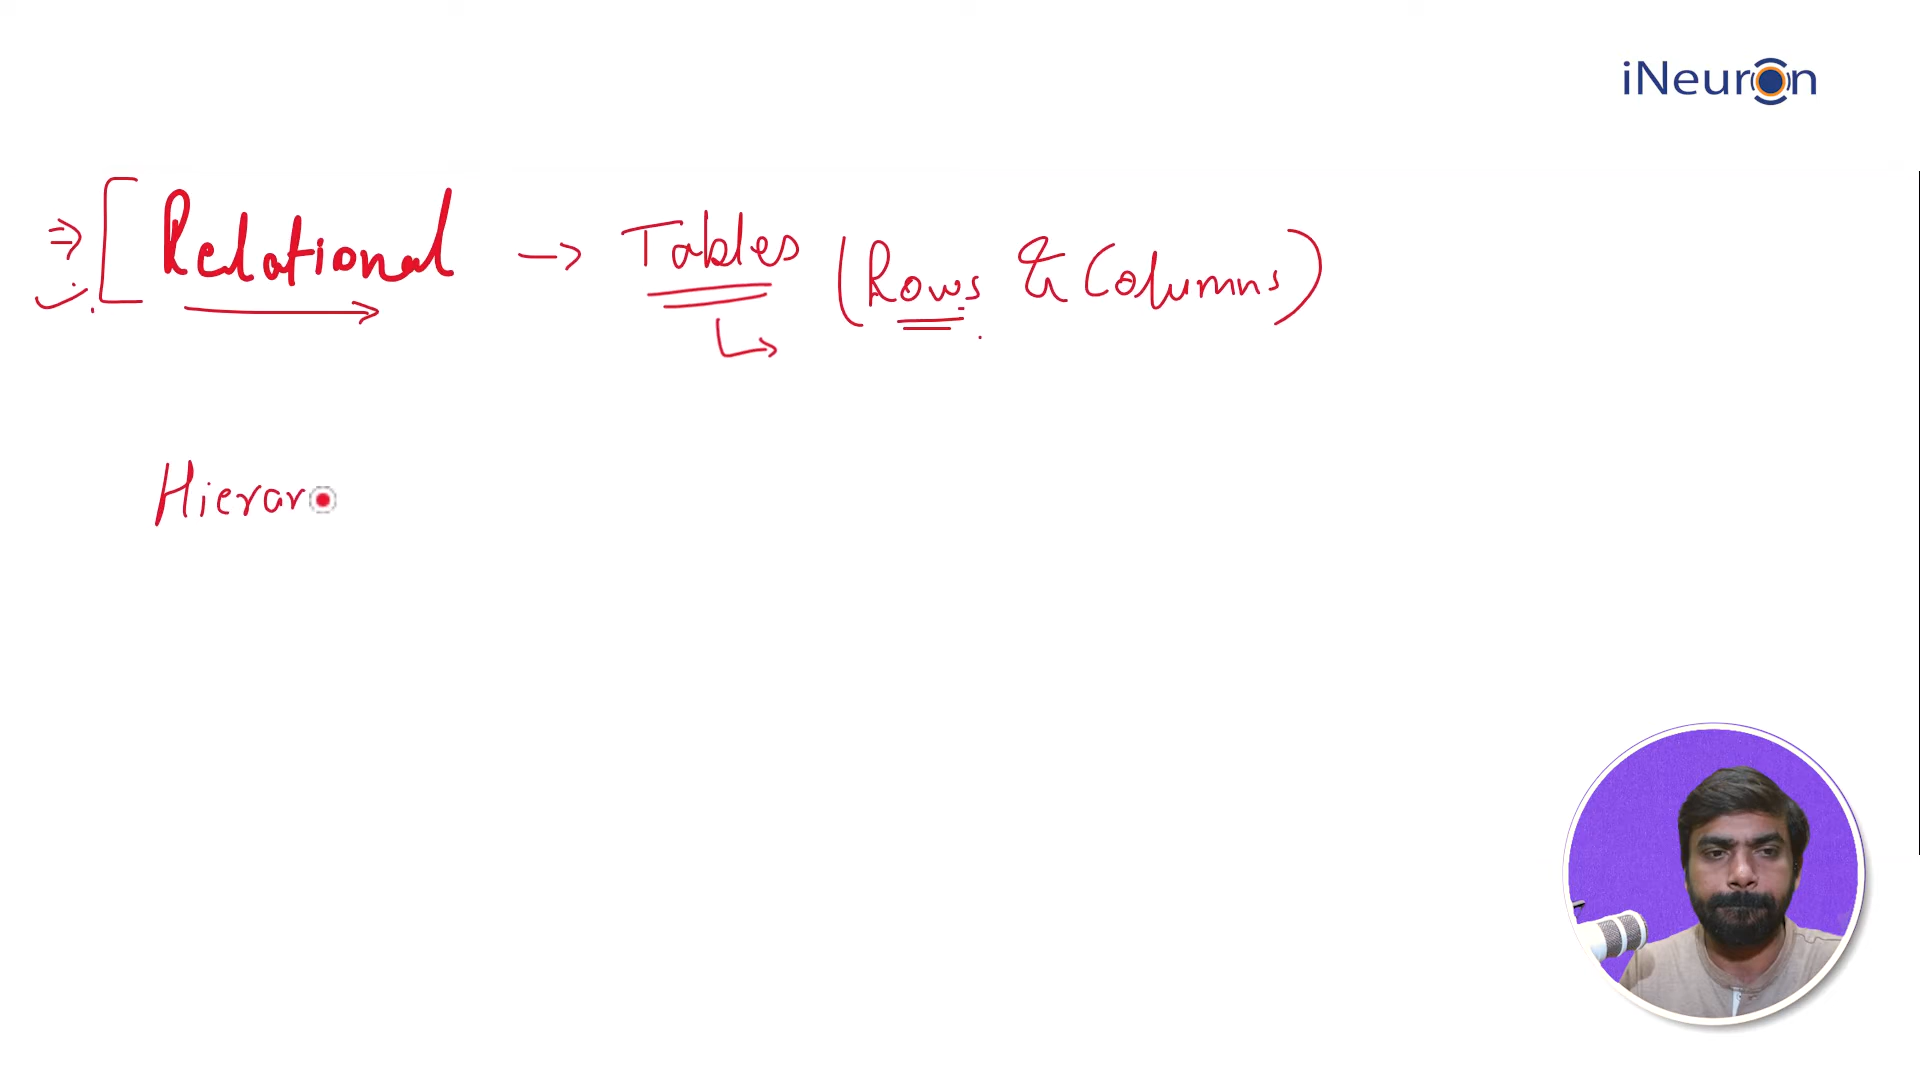 iNeuron
⇒ [ Relational → Tables (Rows & Columns)
Hierar